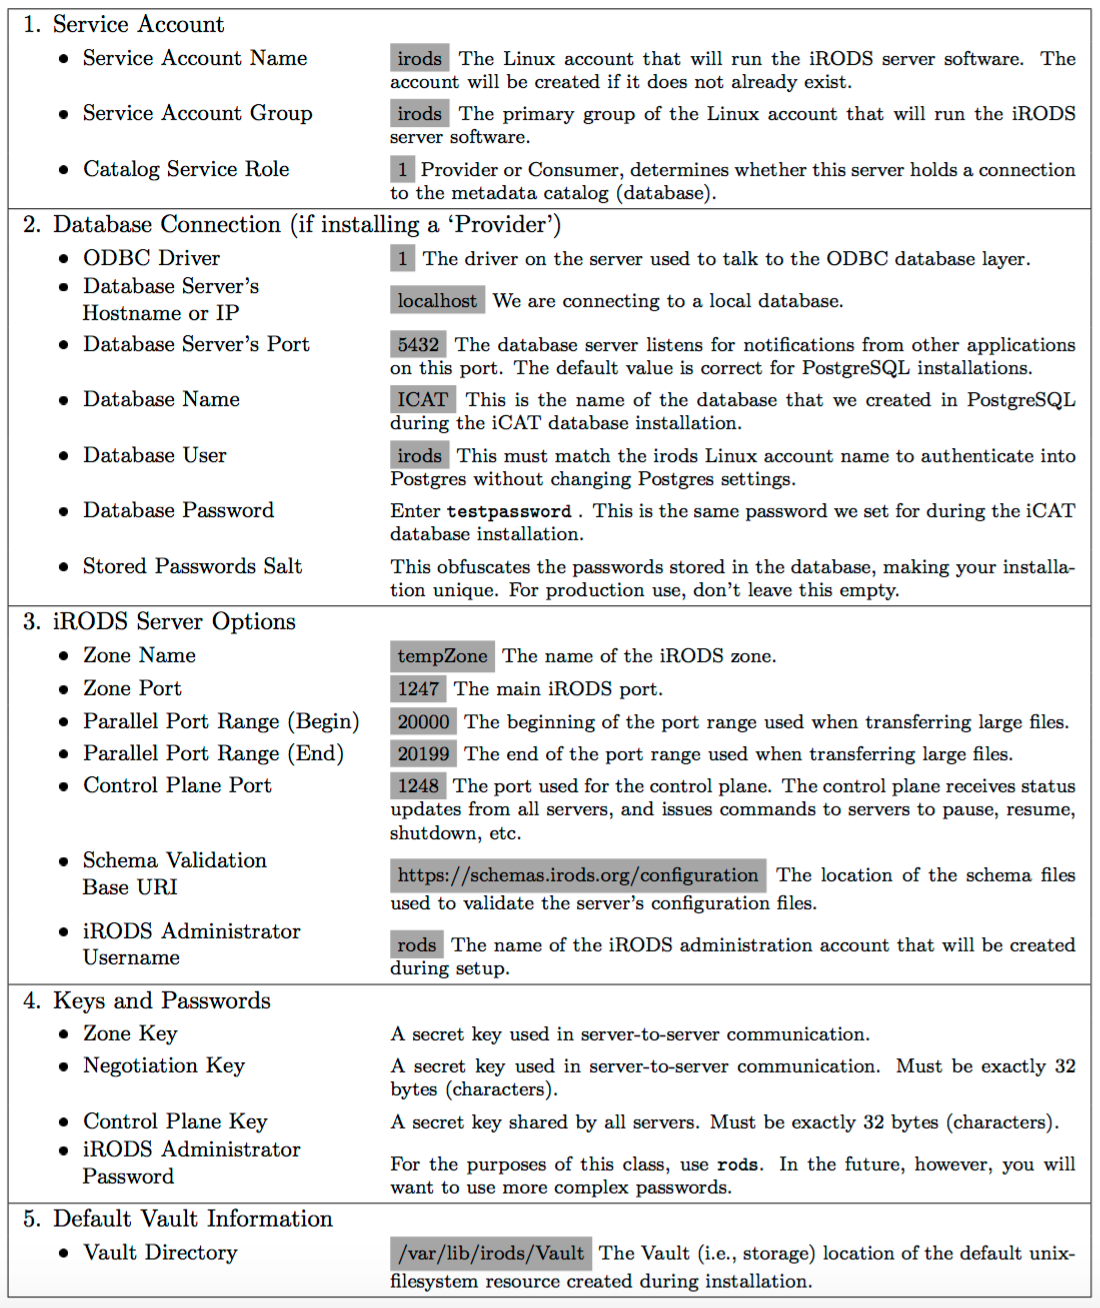 1. Service Account
• Service Account Name
irods The Linux account that will run the iRODS server software. The
account will be created if it does not already exist.
• Service Account Group
irods The primary group of the Linux account that will run the iRODS
server software.
• Catalog Service Role
1 Provider or Consumer, determines whether this server holds a connection
to the metadata catalog (database).
2. Database Connection (if installing a ‘Provider’)
• ODBC Driver
1 The driver on the server used to talk to the ODBC database layer.
• Database Server’s
Hostname or IP
localhost We are connecting to a local database.
• Database Server’s Port
5432 The database server listens for notifications from other applications
on this port. The default value is correct for PostgreSQL installations.
• Database Name
ICAT This is the name of the database that we created in PostgreSQL
during the iCAT database installation.
• Database User
irods This must match the irods Linux account name to authenticate into
Postgres without changing Postgres settings.
• Database Password
Enter testpassword . This is the same password we set for during the iCAT
database installation.
• Stored Passwords Salt
This obfuscates the passwords stored in the database, making your installa-
tion unique. For production use, don’t leave this empty.
3. iRODS Server Options
• Zone Name
tempZone The name of the iRODS zone.
• Zone Port
1247 The main iRODS port.
• Parallel Port Range (Begin)
20000 The beginning of the port range used when transferring large files.
• Parallel Port Range (End)
20199 The end of the port range used when transferring large files.
• Control Plane Port
1248 The port used for the control plane. The control plane receives status
updates from all servers, and issues commands to servers to pause, resume,
shutdown, etc.
• Schema Validation
Base URI
https://schemas.irods.org/configuration The location of the schema files
used to validate the server’s configuration files.
• iRODS Administrator
Username
rods The name of the iRODS administration account that will be created
during setup.
4. Keys and Passwords
• Zone Key
A secret key used in server-to-server communication.
• Negotiation Key
A secret key used in server-to-server communication. Must be exactly 32
bytes (characters).
• Control Plane Key
A secret key shared by all servers. Must be exactly 32 bytes (characters).
• iRODS Administrator
Password
For the purposes of this class, use rods. In the future, however, you will
want to use more complex passwords.
5. Default Vault Information
• Vault Directory
/var/lib/irods/Vault The Vault (i.e., storage) location of the default unix-
filesystem resource created during installation.